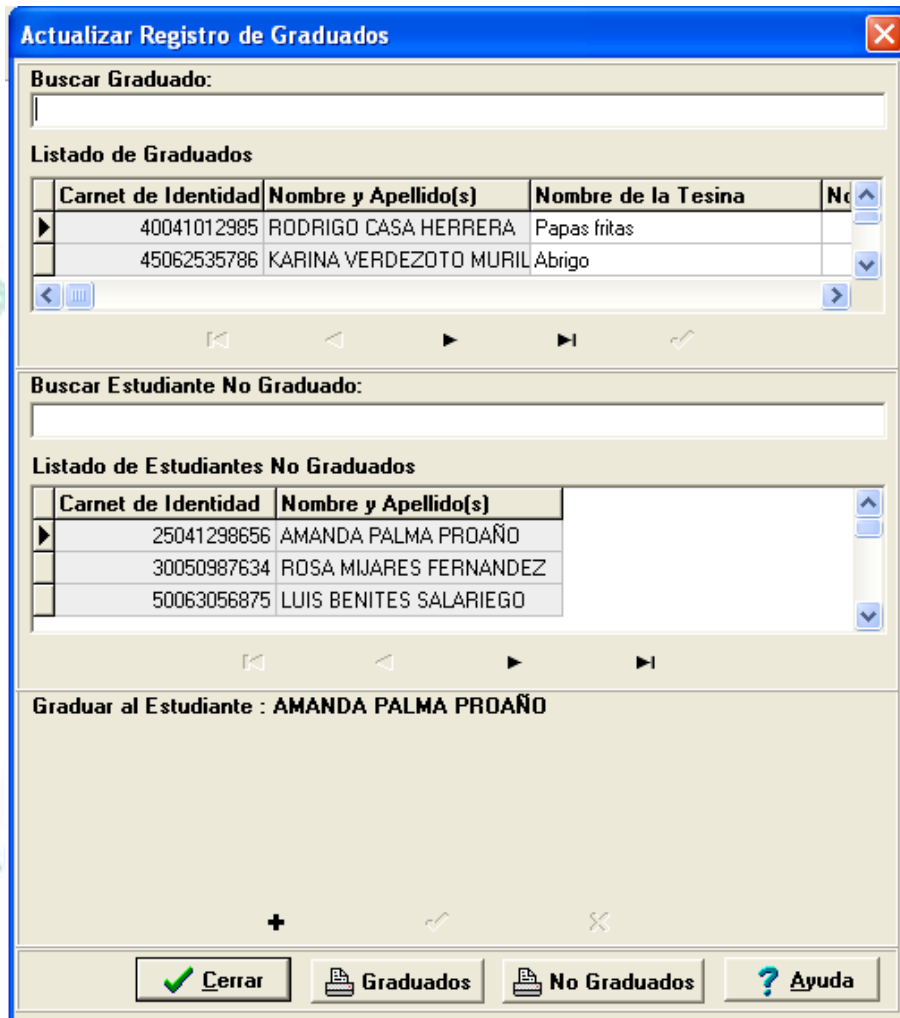 Actualizar Registro de Graduados
Buscar Graduado:
Listado de Graduados
Carnet de Identidad Nombre y Apellido(s) Nombre de la Tesina No
40041012985 RODRIGO CASA HERRERA Papas fritas
45062535786 KARINA VERDEZOTO MURIL Abrigo
Buscar Estudiante No Graduado:
Listado de Estudiantes No Graduados
Carnet de Identidad Nombre y Apellido(s)
25041298656 AMANDA PALMA PROAÑO
30050987634 ROSA MIJARES FERNANDEZ
50063056875 LUIS BENITES SALARIEGO
Graduar al Estudiante : AMANDA PALMA PROAÑO
Cerrar Graduados No Graduados ? Ayuda